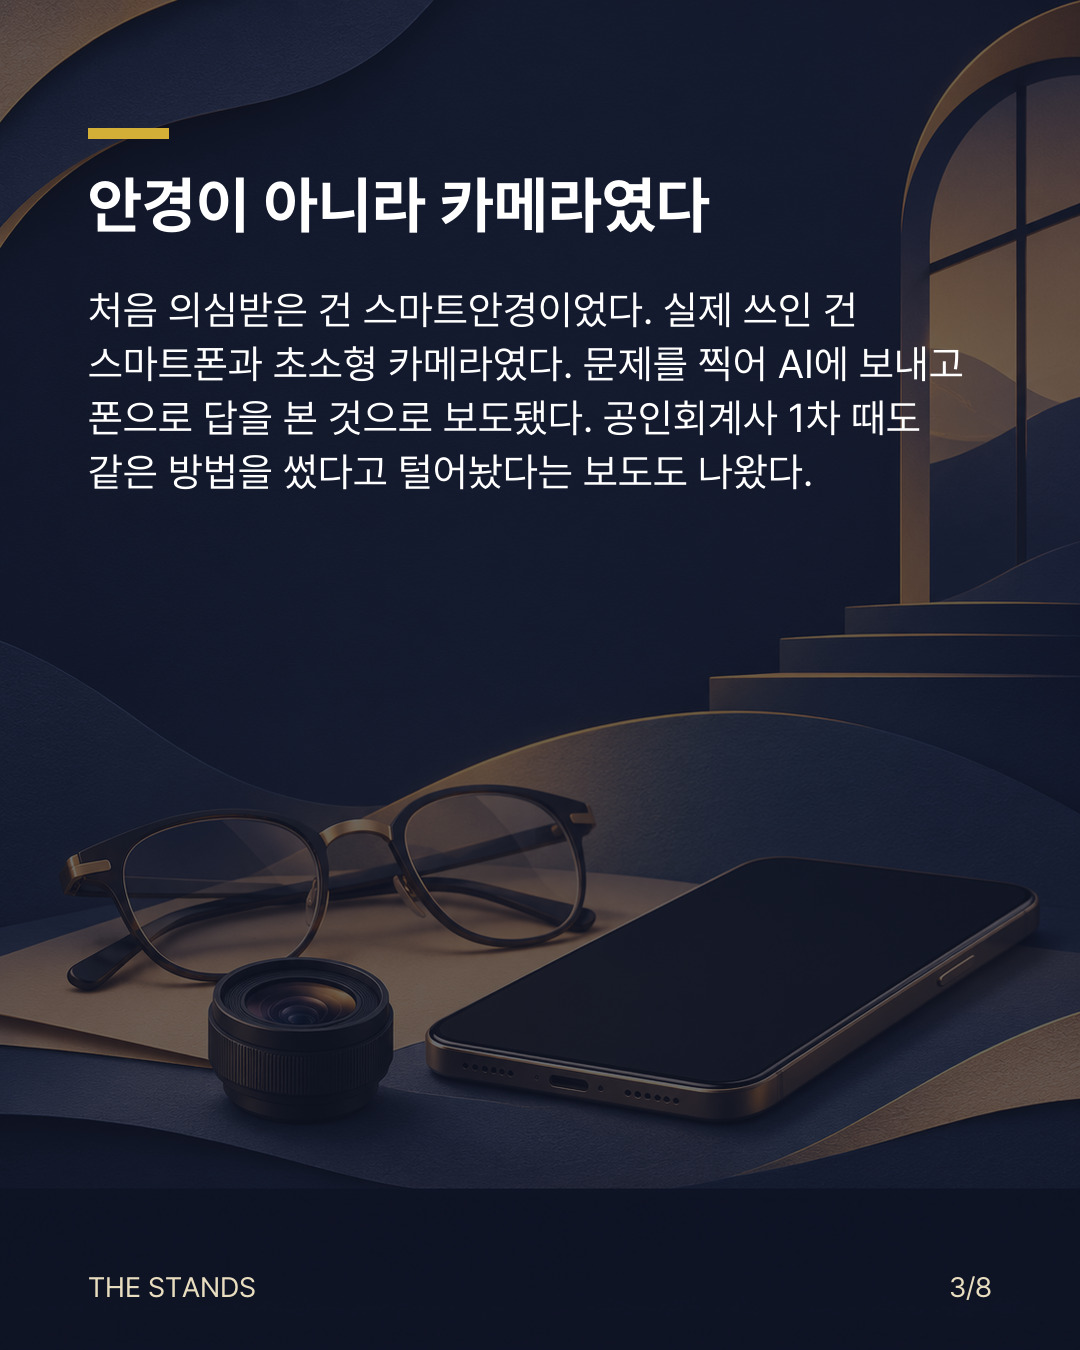 안경이 아니라 카메라였다
처음 의심받은 건 스마트안경이었다. 실제 쓰인 건
스마트폰과 초소형 카메라였다. 문제를 찍어 AI에 보내고
폰으로 답을 본 것으로 보도됐다. 공인회계사 1차 때도
같은 방법을 썼다고 털어놨다는 보도도 나왔다.
THE STANDS
3/8